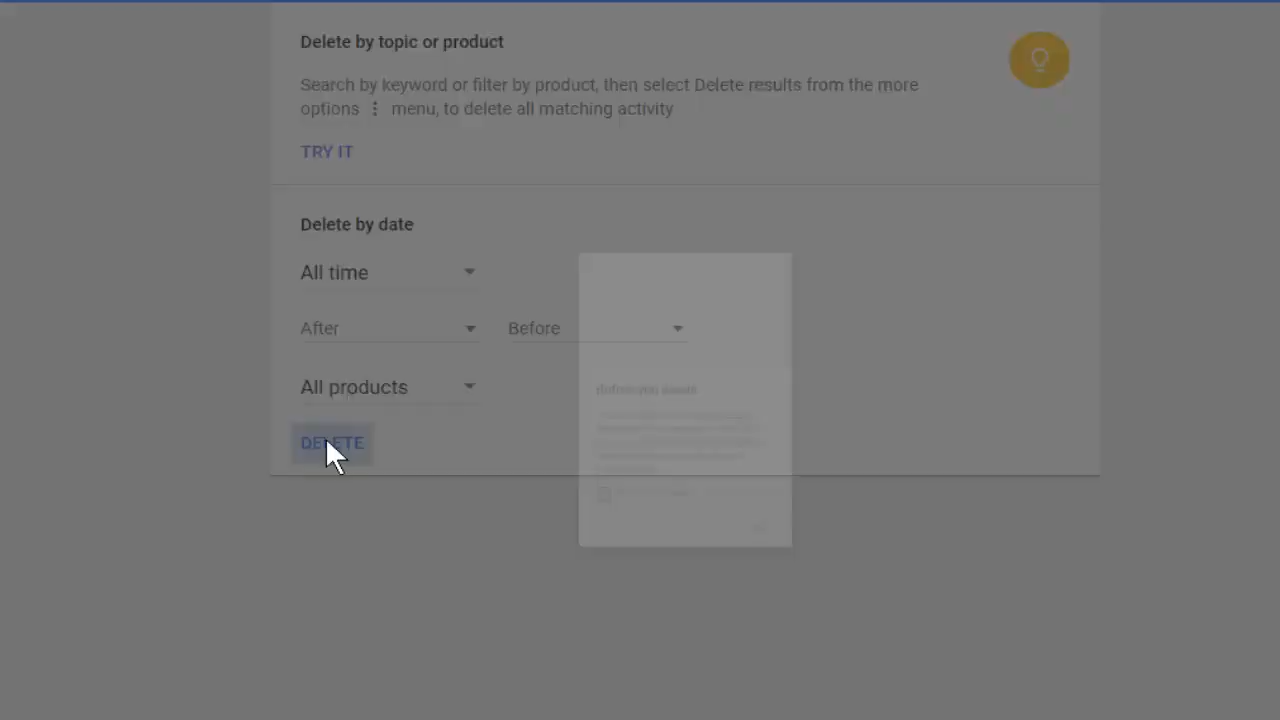 Delete by topic or product
Search by keyword or filter by product, then select Delete results from the more
options ⋮ menu, to delete all matching activity
TRY IT
Delete by date
All time
After Before
All products
DELETE